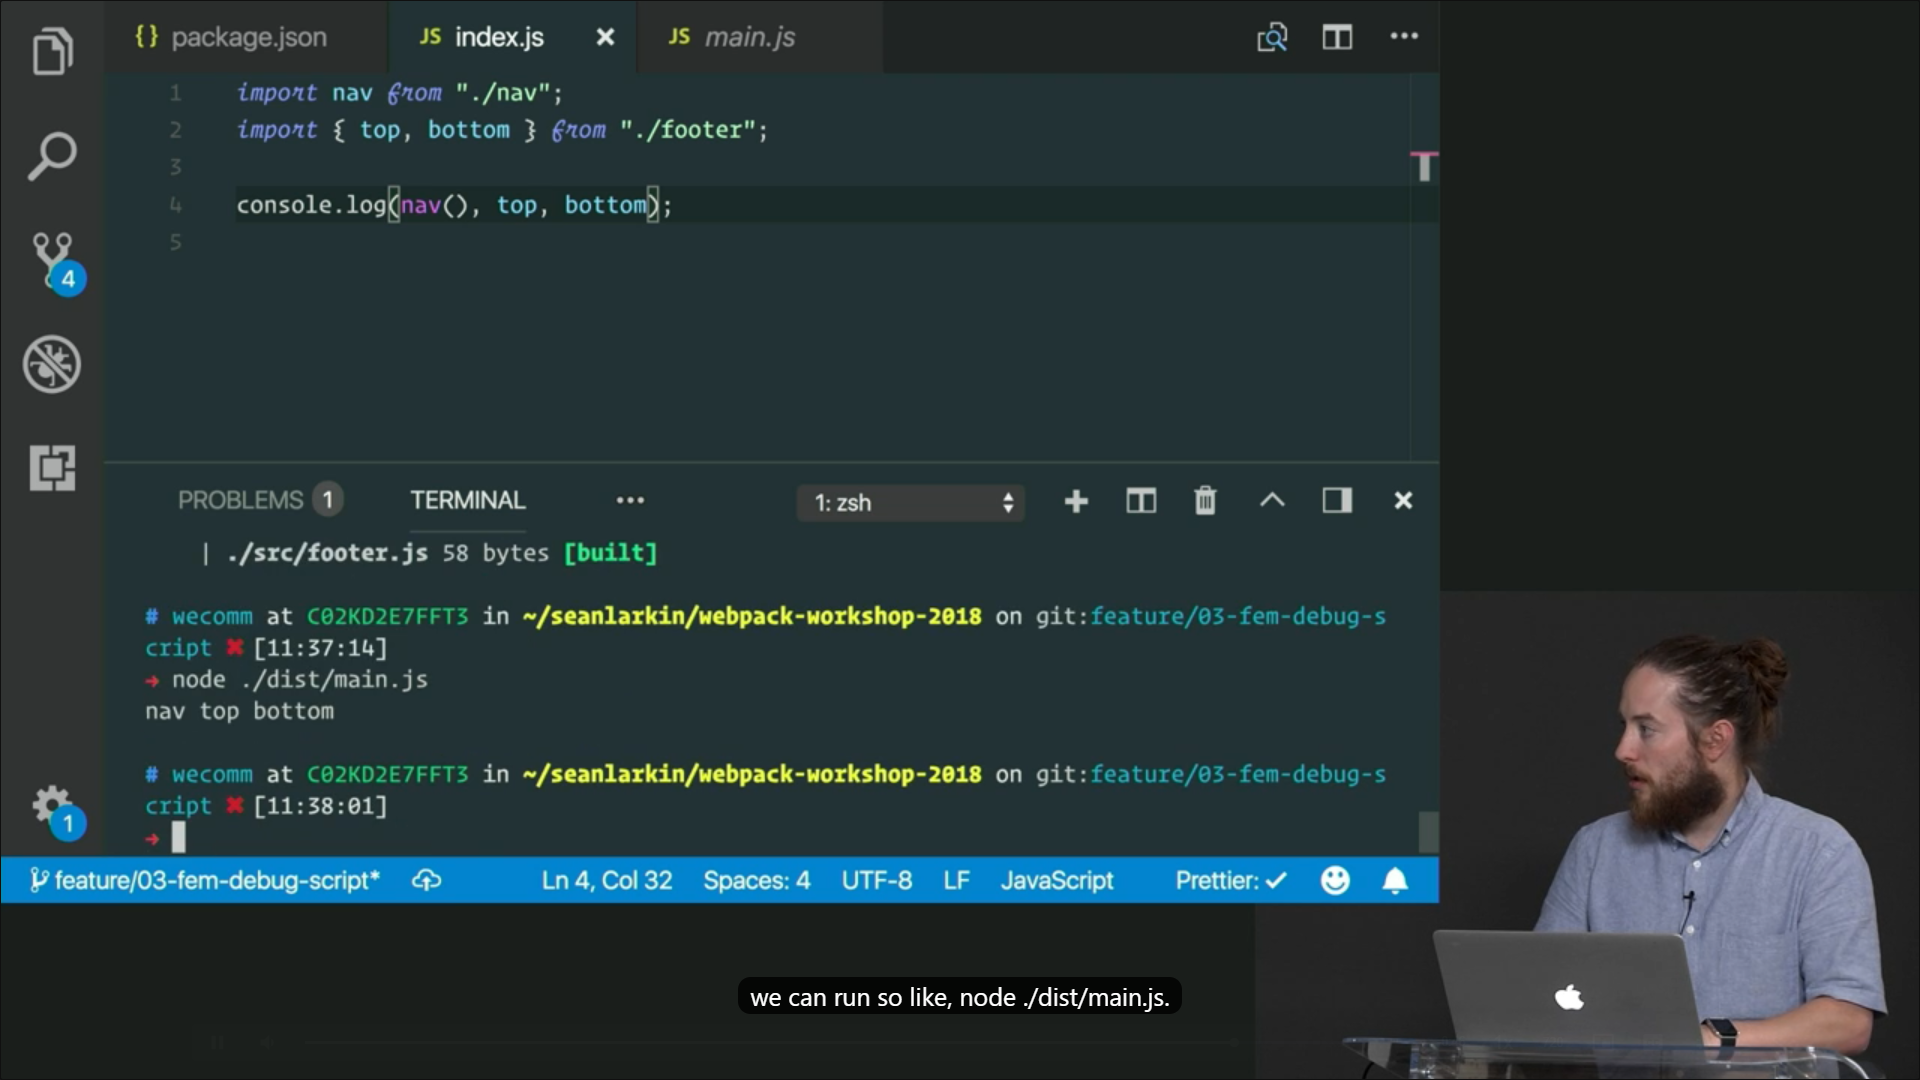 {} package.json
JS index.js
JS main.js
1 import nav from "./nav";
2 import { top, bottom } from "./footer";
3
4 console.log(nav(), top, bottom);
5
4
PROBLEMS 1
TERMINAL
1: zsh
| ./src/footer.js 58 bytes [built]
# wecomm at C02KD2E7FFT3 in ~/seanlarkin/webpack-workshop-2018 on git:feature/03-fem-debug-s
cript ✖ [11:37:14]
→ node ./dist/main.js
nav top bottom
# wecomm at C02KD2E7FFT3 in ~/seanlarkin/webpack-workshop-2018 on git:feature/03-fem-debug-s
cript ✖ [11:38:01]
→
1
feature/03-fem-debug-script* Ln 4, Col 32 Spaces: 4 UTF-8 LF JavaScript Prettier: ✓
we can run so like, node ./dist/main.js.